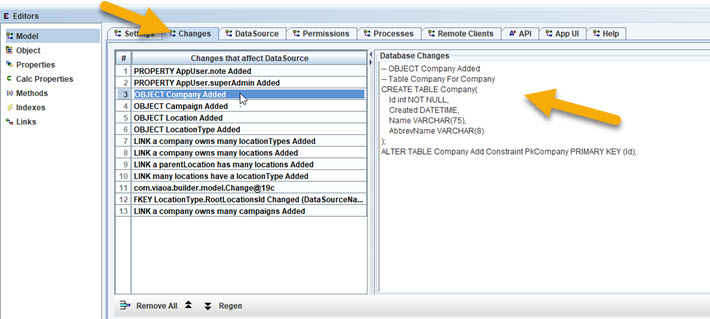 Editors
Model
Object
Properties
Calc Properties
Methods
Indexes
Links
Settings
Changes
DataSource
Permissions
Processes
Remote Clients
API
App UI
Help
# Changes that affect DataSource
1 PROPERTY AppUser.note Added
2 PROPERTY AppUser.superAdmin Added
3 OBJECT Company Added
4 OBJECT Campaign Added
5 OBJECT Location Added
6 OBJECT LocationType Added
7 LINK a company owns many locationTypes Added
8 LINK a company owns many locations Added
9 LINK a parentLocation has many locations Added
10 LINK many locations have a locationType Added
11 com.viaoa.builder.model.Change@19c
12 FKEY LocationType.RootLocationsId Changed (DataSourceNa...
13 LINK a company owns many campaigns Added
Remove All
Regen
Database Changes
-- OBJECT Company Added
-- Table Company For Company
CREATE TABLE Company(
Id int NOT NULL,
Created DATETIME,
Name VARCHAR(75),
AbbrevName VARCHAR(8)
);
ALTER TABLE Company Add Constraint PkCompany PRIMARY KEY (Id);